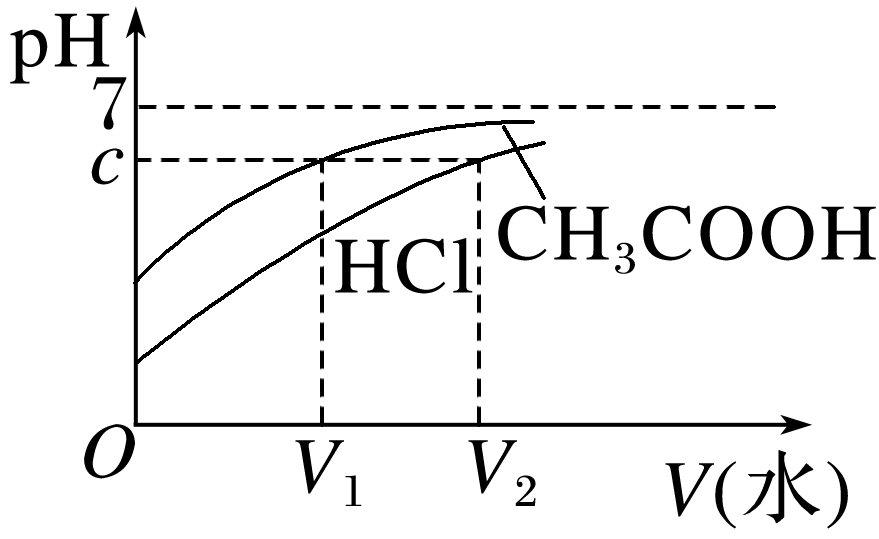 pH
7
c
HCl
CH₃COOH
O
V₁
V₂
V(水)